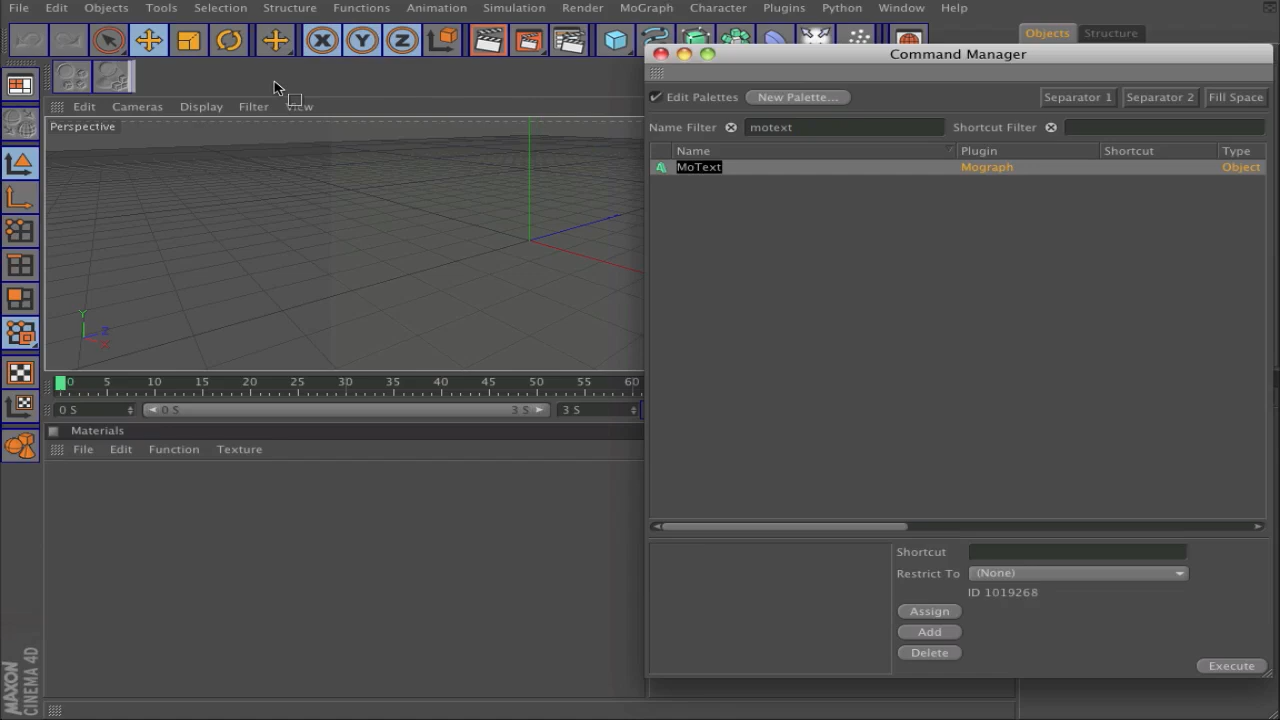 File Edit Objects Tools Selection Structure Functions Animation Simulation Render MoGraph Character Plugins Python Window Help
X Y Z
Objects Structure
Command Manager
Edit Palettes New Palette... Separator 1 Separator 2 Fill Space
Name Filter motext Shortcut Filter
Name Plugin Shortcut Type
MoText Mograph Object
Edit Cameras Display Filter View
Perspective
Y
Z
X
0 5 10 15 20 25 30 35 40 45 50 55 60
0 S 0 S 3 S 3 S
Materials
File Edit Function Texture
Shortcut
Restrict To (None)
ID 1019268
Assign
Add
Delete
Execute
MAXON
CINEMA 4D